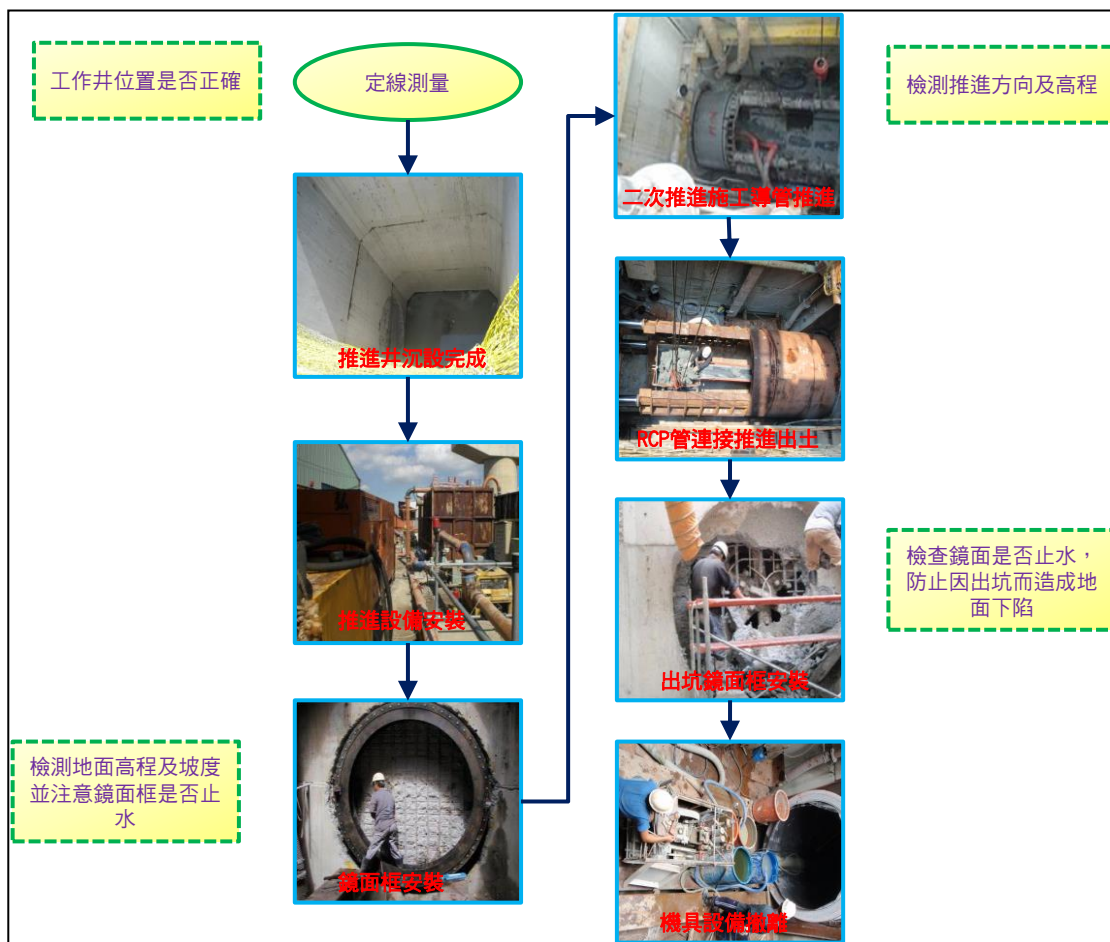 工作井位置是否正確
定線測量
推進井沉設完成
推進設備安裝
檢測地面高程及坡度
並注意鏡面框是否止
水
鏡面框安裝
檢測推進方向及高程
二次推進施工導管推進
RCP管連接推進出土
檢查鏡面是否止水，
防止因出坑而造成地
面下陷
出坑鏡面框安裝
機具設備撤離